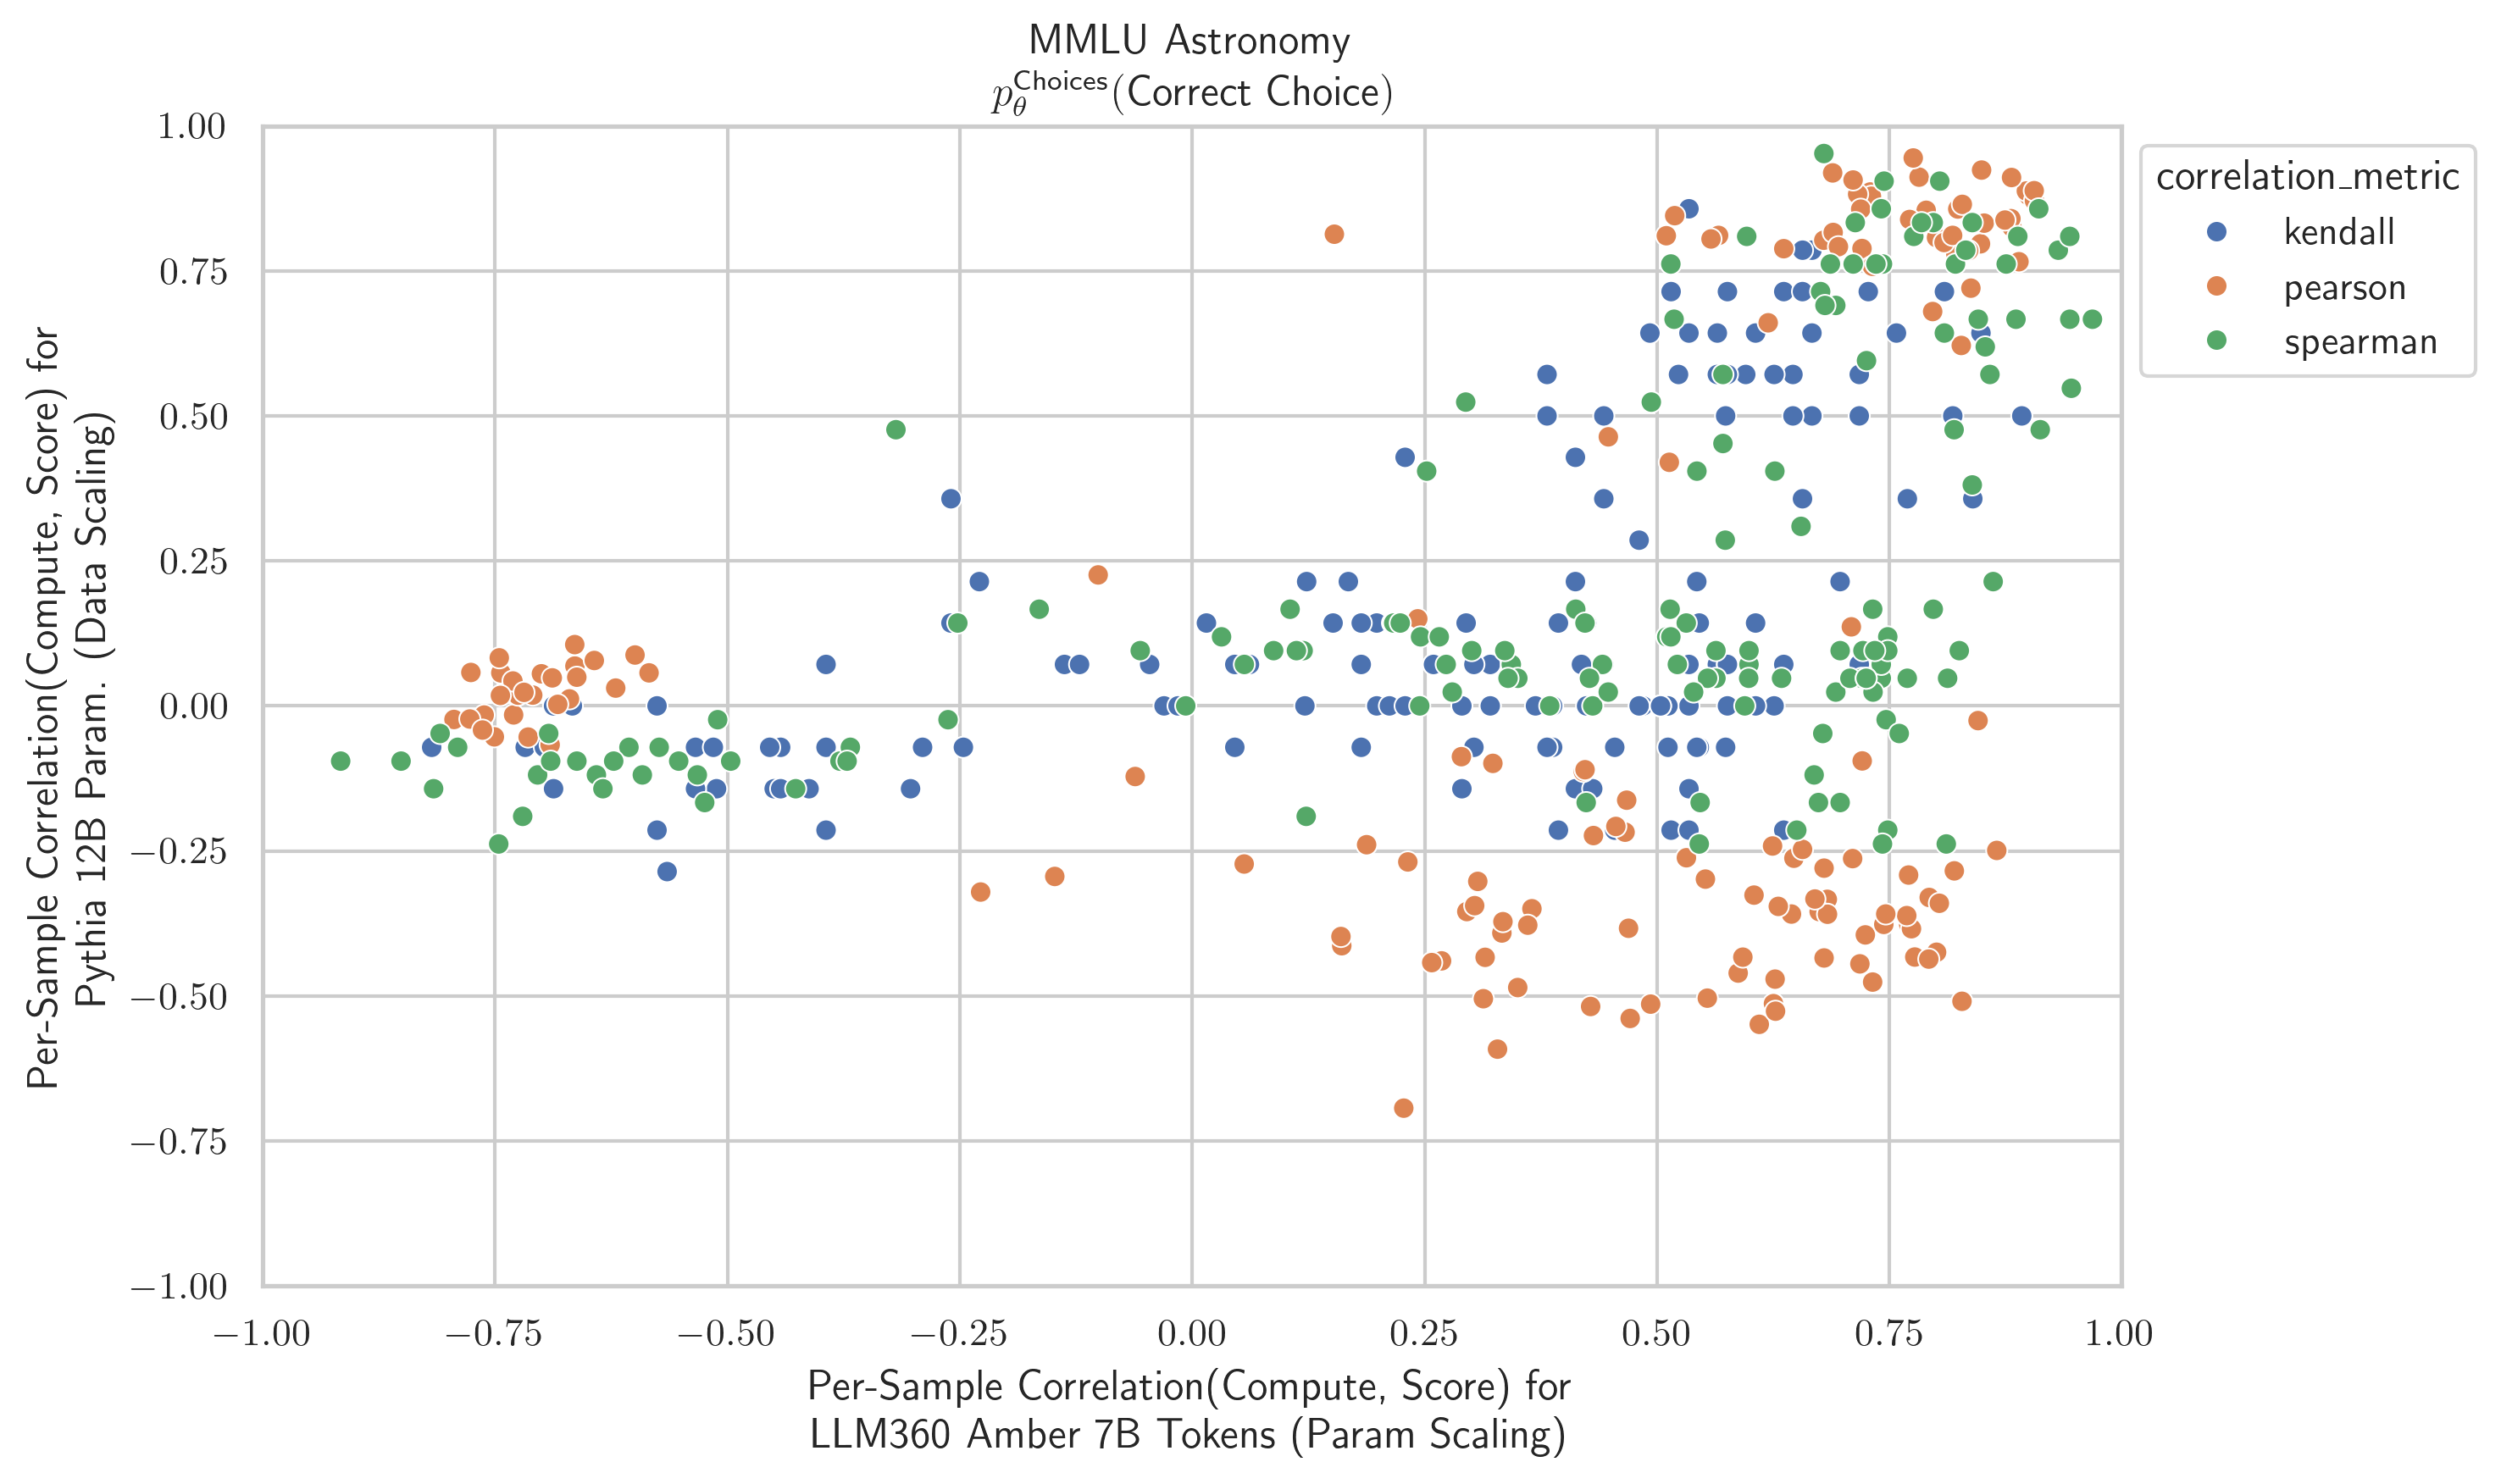 MMLU Astronomy
p_θ^Choices(Correct Choice)
1.00
0.75
0.50
0.25
0.00
−0.25
−0.50
−0.75
−1.00
Per-Sample Correlation(Compute, Score) for
Pythia 12B Param. (Data Scaling)
correlation_metric
kendall
pearson
spearman
−1.00 −0.75 −0.50 −0.25 0.00 0.25 0.50 0.75 1.00
Per-Sample Correlation(Compute, Score) for
LLM360 Amber 7B Tokens (Param Scaling)